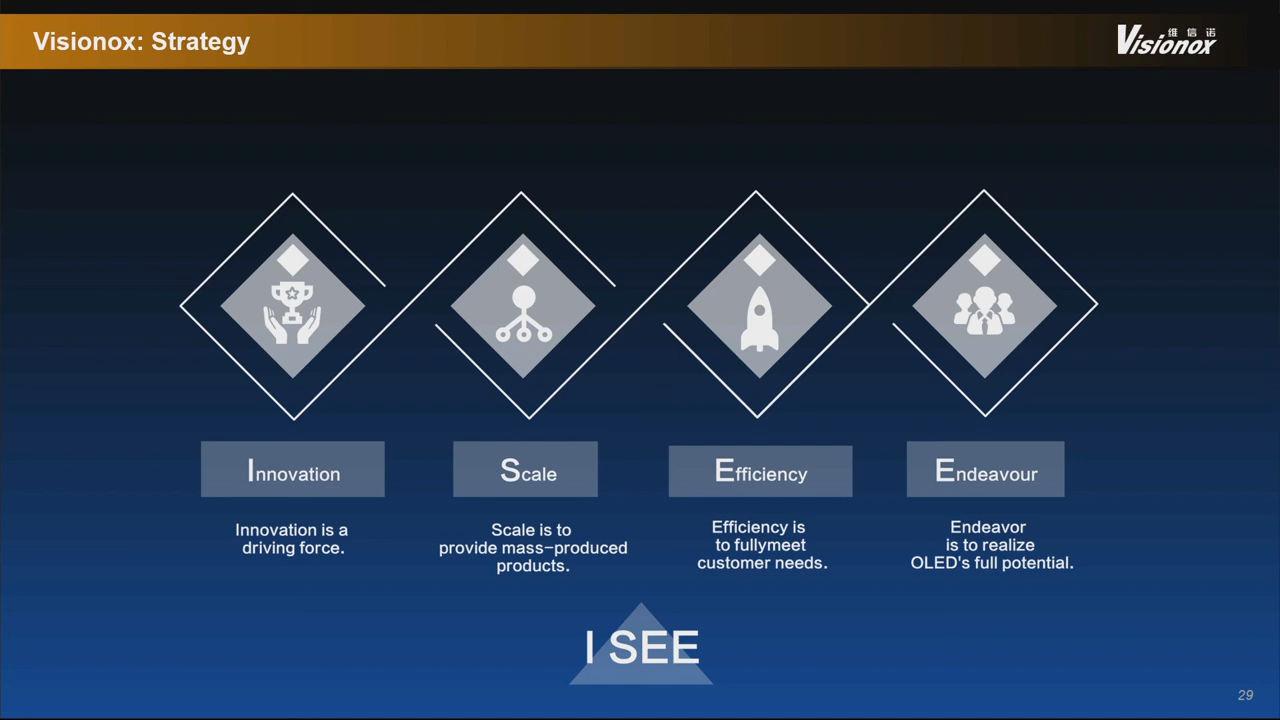 Visionox: Strategy
维信诺
Visionox
Innovation
Scale
Efficiency
Endeavour
Innovation is a
driving force.
Scale is to
provide mass-produced
products.
Efficiency is
to fullymeet
customer needs.
Endeavor
is to realize
OLED's full potential.
I SEE
29